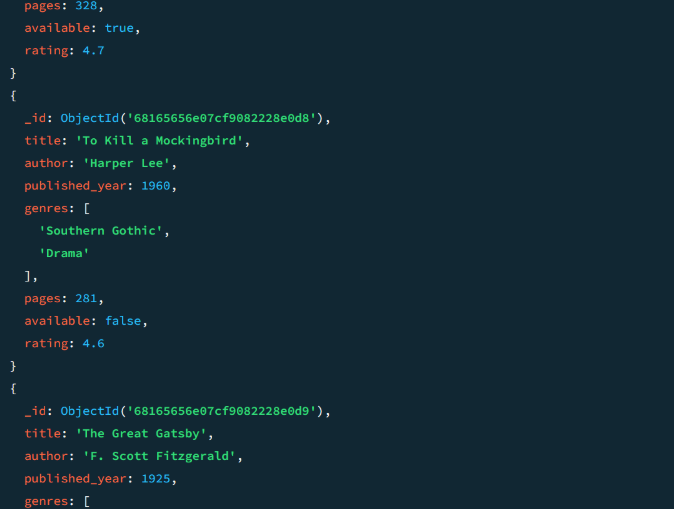 pages: 328,
available: true,
rating: 4.7
}
{
_id: ObjectId('68165656e07cf9082228e0d8'),
title: 'To Kill a Mockingbird',
author: 'Harper Lee',
published_year: 1960,
genres: [
'Southern Gothic',
'Drama'
],
pages: 281,
available: false,
rating: 4.6
}
{
_id: ObjectId('68165656e07cf9082228e0d9'),
title: 'The Great Gatsby',
author: 'F. Scott Fitzgerald',
published_year: 1925,
genres: [